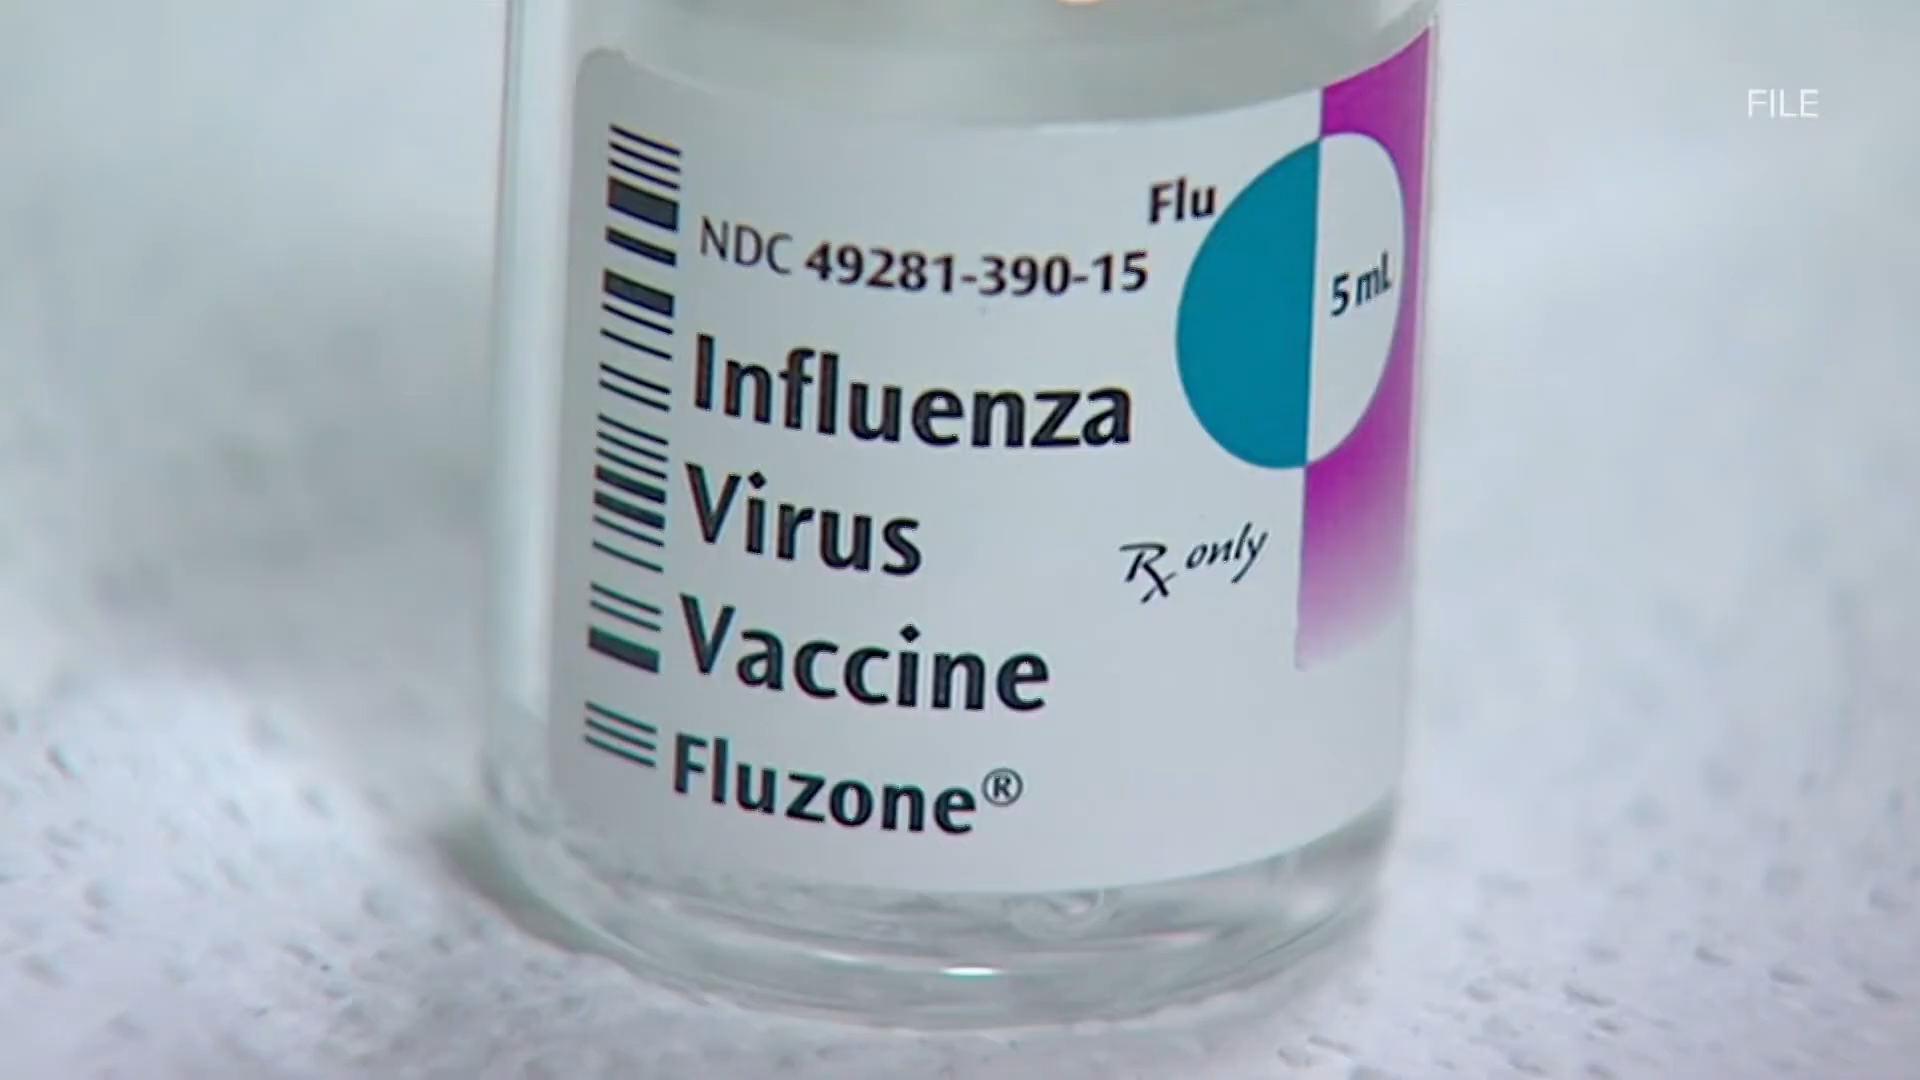 FILE
Flu
NDC 49281-390-15
5 mL
Influenza
Virus
Vaccine
Rx only
Fluzone®